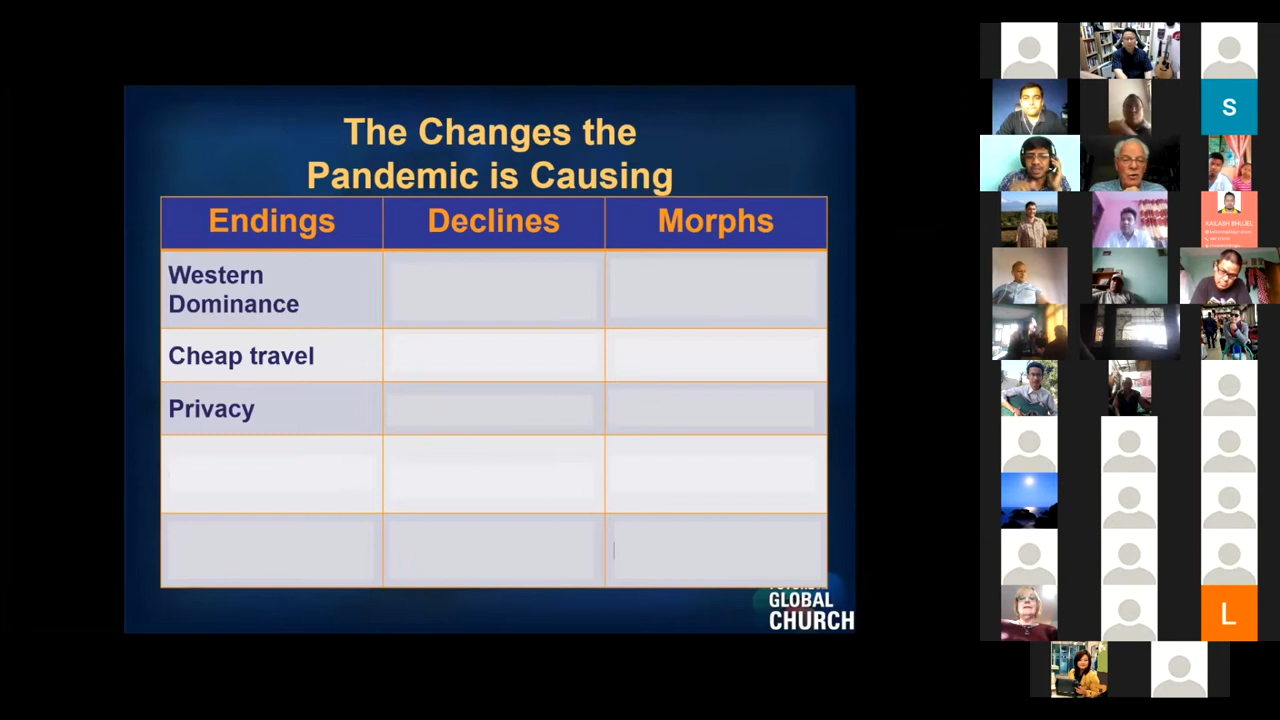 The Changes the
Pandemic is Causing
Endings Declines Morphs
Western
Dominance
Cheap travel
Privacy
GLOBAL
CHURCH
S
KAILASH BHUJEL
L